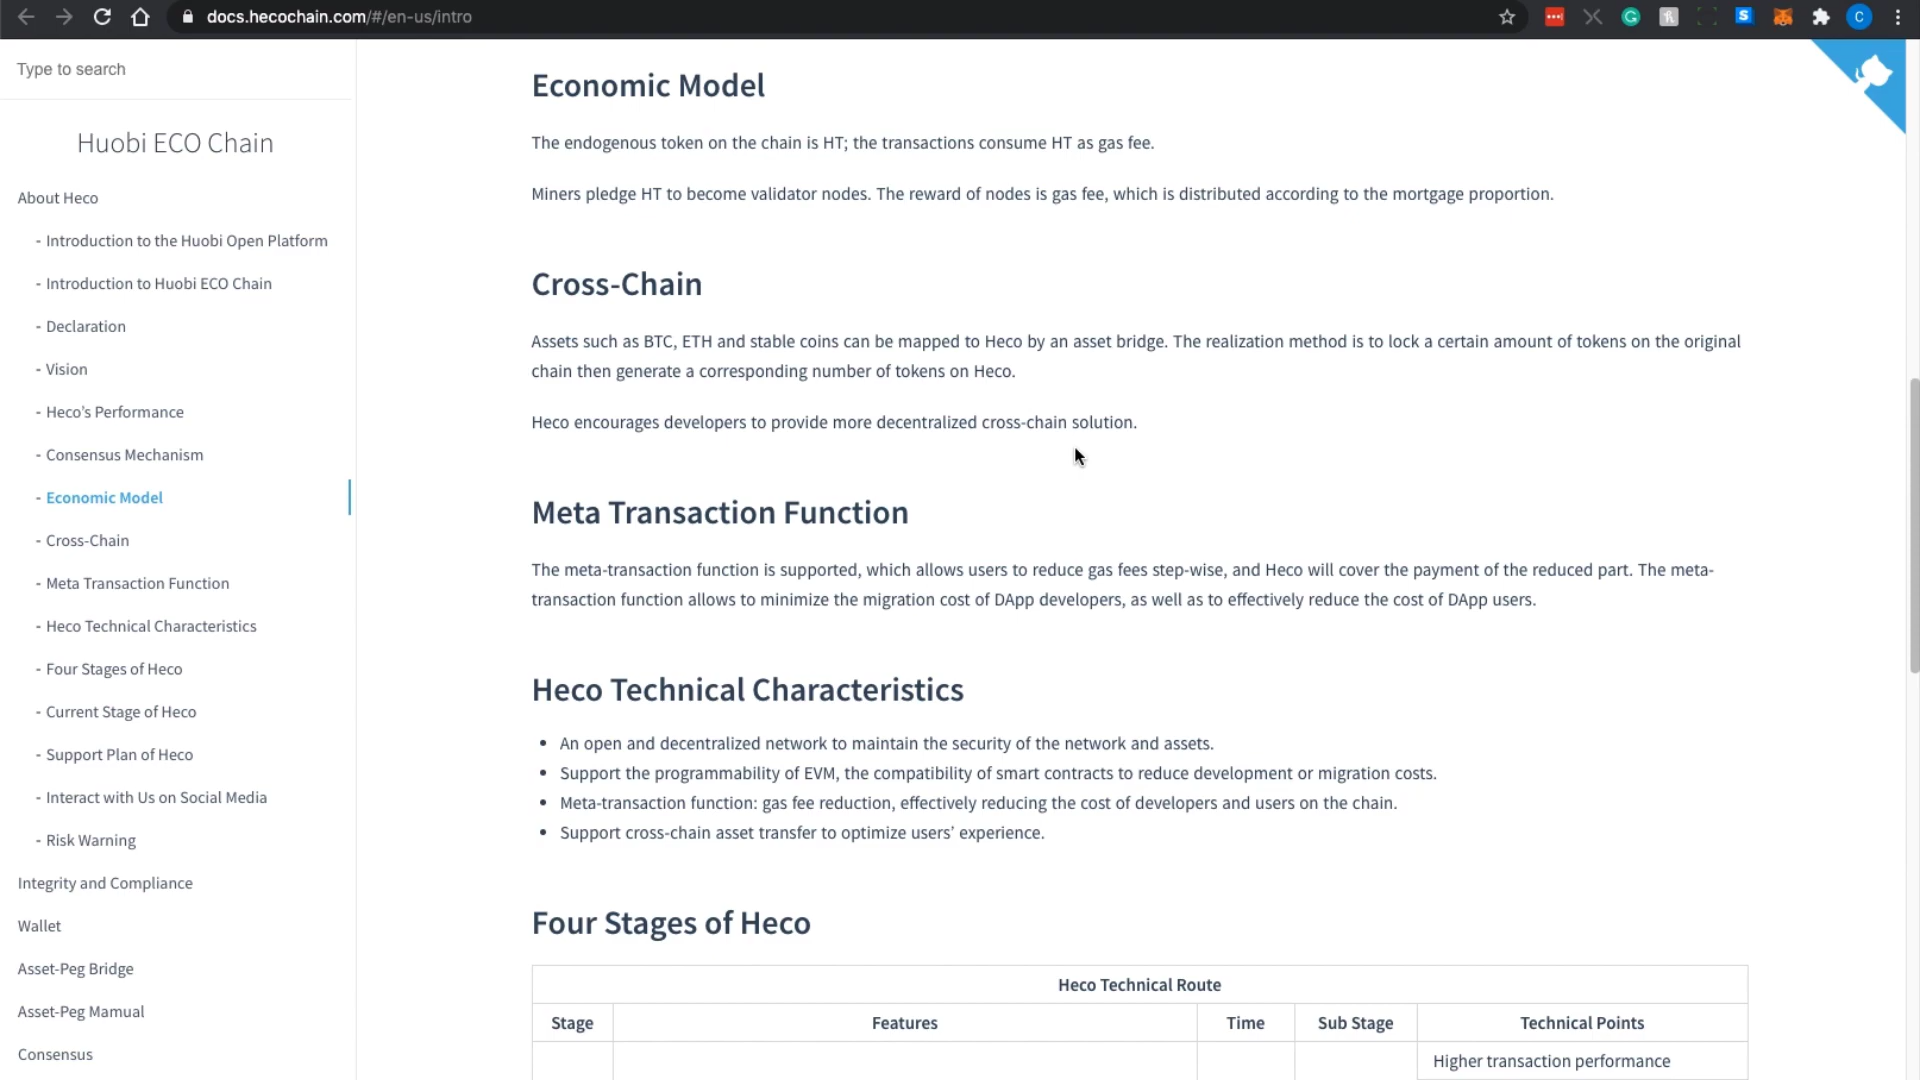 docs.hecochain.com/#/en-us/intro
Type to search
Huobi ECO Chain
About Heco
- Introduction to the Huobi Open Platform
- Introduction to Huobi ECO Chain
- Declaration
- Vision
- Heco’s Performance
- Consensus Mechanism
- Economic Model
- Cross-Chain
- Meta Transaction Function
- Heco Technical Characteristics
- Four Stages of Heco
- Current Stage of Heco
- Support Plan of Heco
- Interact with Us on Social Media
- Risk Warning
Integrity and Compliance
Wallet
Asset-Peg Bridge
Asset-Peg Mamual
Consensus
Economic Model
The endogenous token on the chain is HT; the transactions consume HT as gas fee.
Miners pledge HT to become validator nodes. The reward of nodes is gas fee, which is distributed according to the mortgage proportion.
Cross-Chain
Assets such as BTC, ETH and stable coins can be mapped to Heco by an asset bridge. The realization method is to lock a certain amount of tokens on the original
chain then generate a corresponding number of tokens on Heco.
Heco encourages developers to provide more decentralized cross-chain solution.
Meta Transaction Function
The meta-transaction function is supported, which allows users to reduce gas fees step-wise, and Heco will cover the payment of the reduced part. The meta-
transaction function allows to minimize the migration cost of DApp developers, as well as to effectively reduce the cost of DApp users.
Heco Technical Characteristics
• An open and decentralized network to maintain the security of the network and assets.
• Support the programmability of EVM, the compatibility of smart contracts to reduce development or migration costs.
• Meta-transaction function: gas fee reduction, effectively reducing the cost of developers and users on the chain.
• Support cross-chain asset transfer to optimize users’ experience.
Four Stages of Heco
Heco Technical Route
Stage Features Time Sub Stage Technical Points
Higher transaction performance